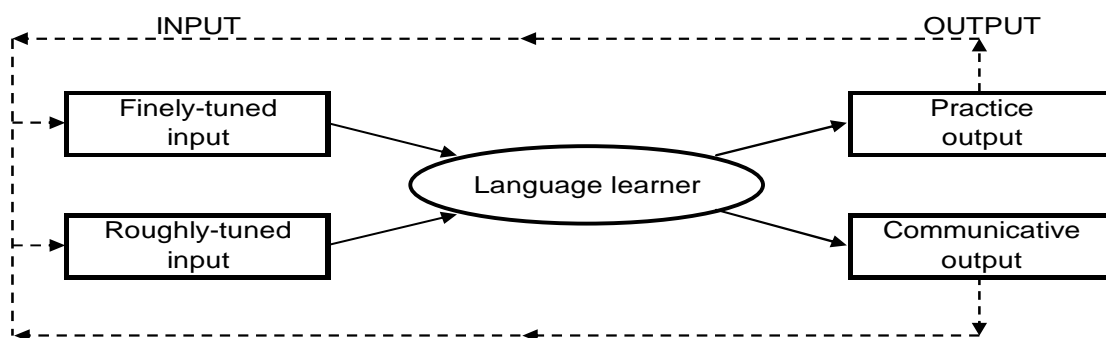 INPUT
OUTPUT
Finely-tuned
input
Practice
output
Language learner
Roughly-tuned
input
Communicative
output